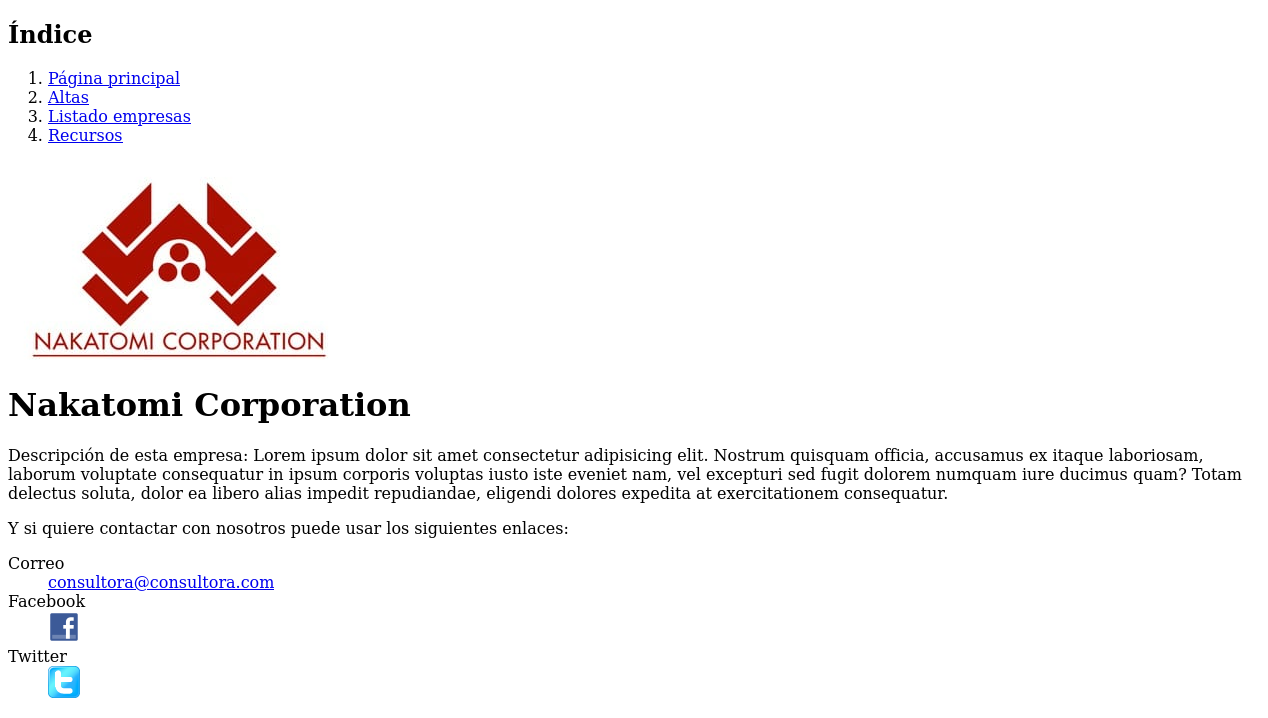 Índice
1. Página principal
2. Altas
3. Listado empresas
4. Recursos
NAKATOMI CORPORATION
Nakatomi Corporation
Descripción de esta empresa: Lorem ipsum dolor sit amet consectetur adipisicing elit. Nostrum quisquam officia, accusamus ex itaque laboriosam,
laborum voluptate consequatur in ipsum corporis voluptas iusto iste eveniet nam, vel excepturi sed fugit dolorem numquam iure ducimus quam? Totam
delectus soluta, dolor ea libero alias impedit repudiandae, eligendi dolores expedita at exercitationem consequatur.
Y si quiere contactar con nosotros puede usar los siguientes enlaces:
Correo
consultora@consultora.com
Facebook
f
Twitter
t